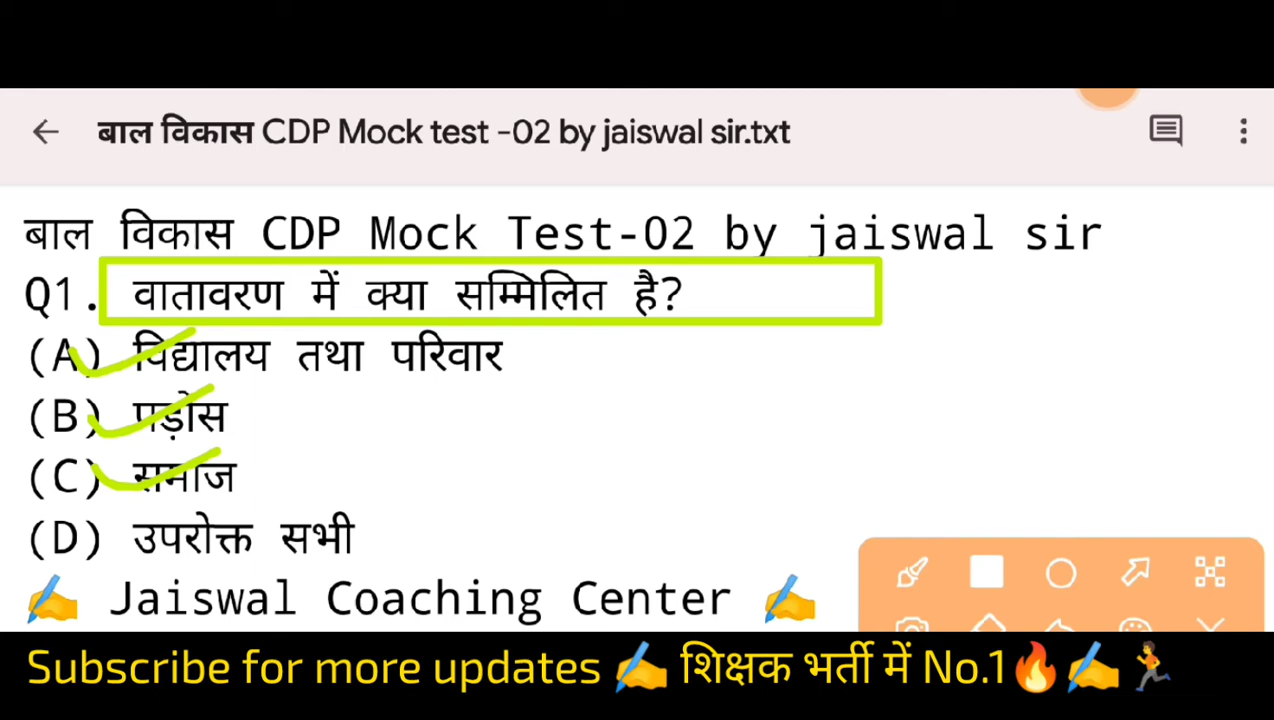 बाल विकास CDP Mock test -02 by jaiswal sir.txt
बाल विकास CDP Mock Test-02 by jaiswal sir
Q1. वातावरण में क्या सम्मिलित है?
(A) विद्यालय तथा परिवार
(B) पड़ोस
(C) समाज
(D) उपरोक्त सभी
✍ Jaiswal Coaching Center ✍
Subscribe for more updates ✍ शिक्षक भर्ती में No.1🔥✍🏃